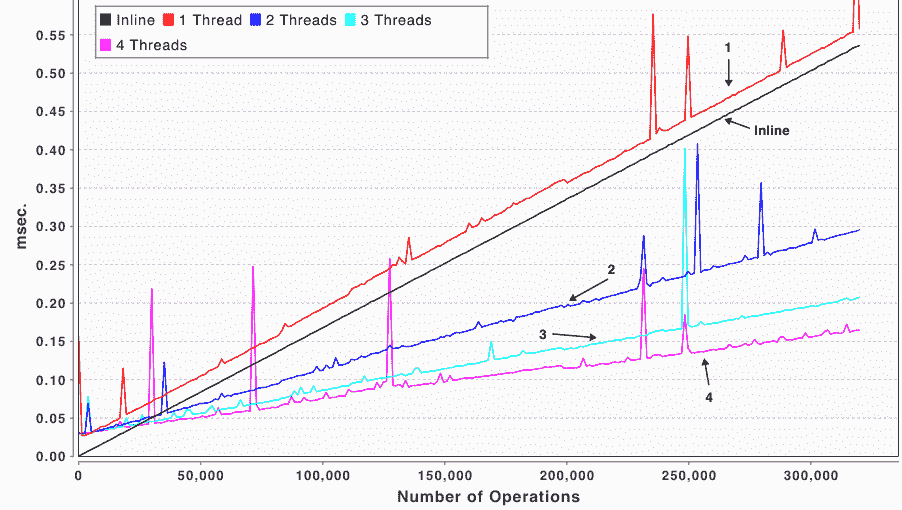 Inline 1 Thread 2 Threads 3 Threads
4 Threads
0.55
0.50
0.45
0.40
0.35
0.30
0.25
0.20
0.15
0.10
0.05
0.00
msec.
1
Inline
2
3
4
0 50,000 100,000 150,000 200,000 250,000 300,000
Number of Operations